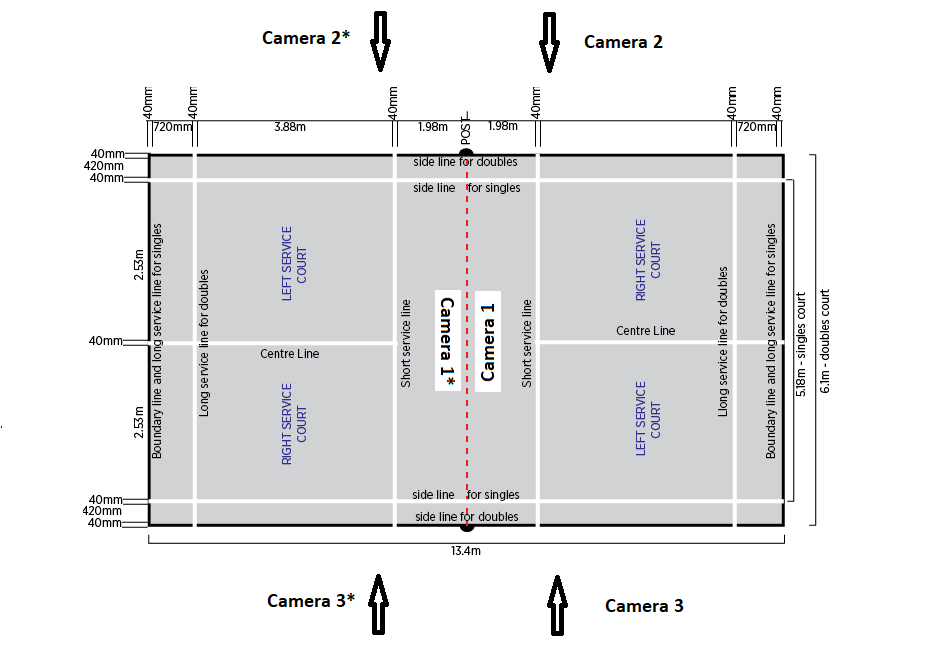 Camera 2*
Camera 2
40mm
40mm
40mm
40mm
40mm
40mm
720mm
3.88m
1.98m
POST
1.98m
720mm
40mm
420mm
40mm
side line for doubles
side line for singles
2.53m
Boundary line and long service line for singles
Long service line for doubles
LEFT SERVICE
COURT
Short service line
Camera 1*
Camera 1
Short service line
RIGHT SERVICE
COURT
Long service line for doubles
Boundary line and long service line for singles
5.18m - singles court
6.1m - doubles court
40mm
Centre Line
Centre Line
2.53m
RIGHT SERVICE
COURT
LEFT SERVICE
COURT
40mm
420mm
40mm
side line for singles
side line for doubles
13.4m
Camera 3*
Camera 3